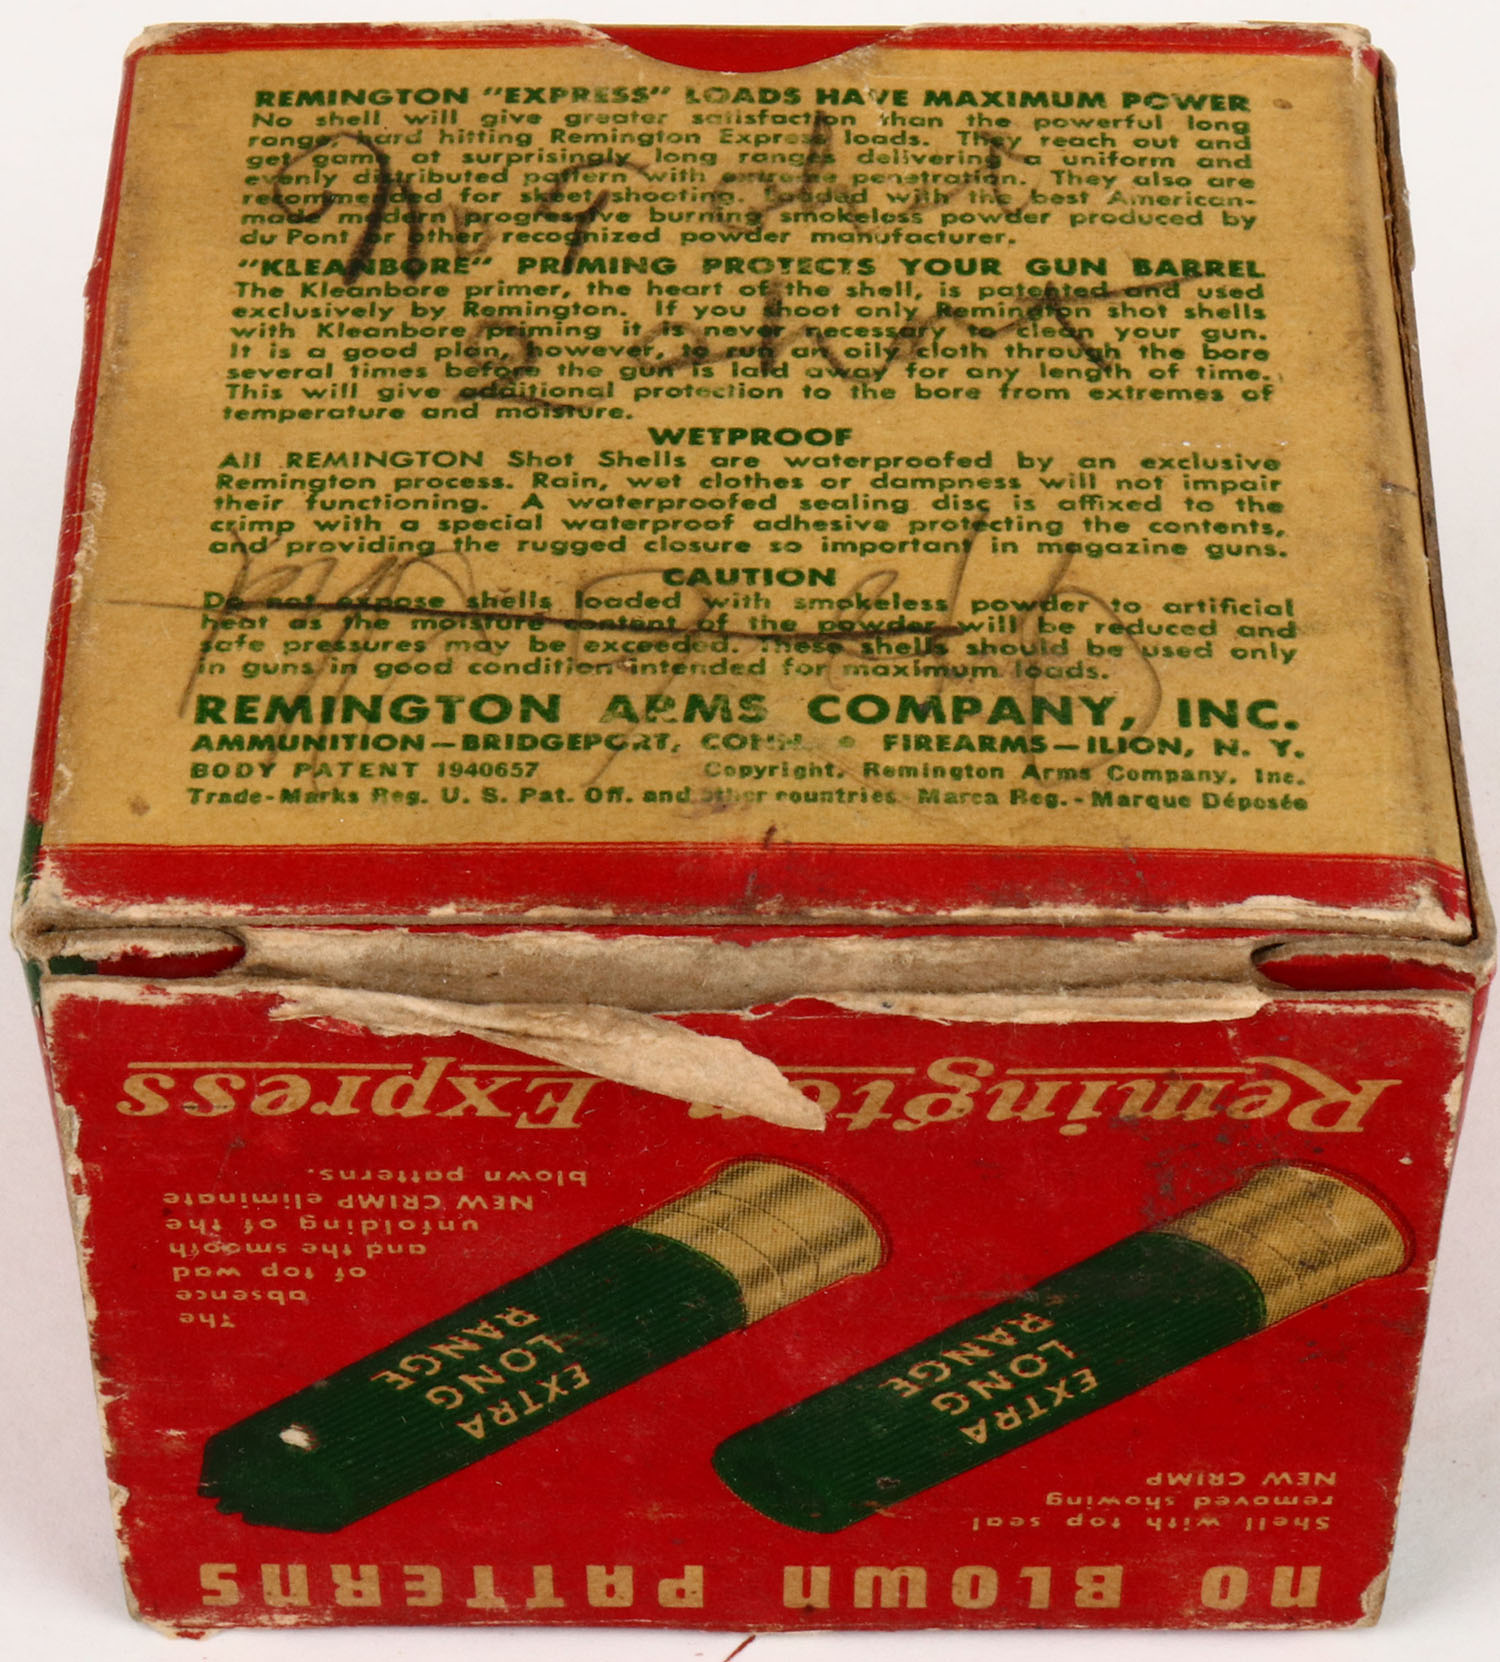 REMINGTON "EXPRESS" LOADS HAVE MAXIMUM POWER
No shell will give greater satisfaction than the powerful long
range, hard hitting Remington Express loads. They reach out and
get game at surprisingly long ranges delivering a uniform and
evenly distributed pattern with extreme penetration. They also are
recommended for skeet shooting. Loaded with the best American-
made modern progressive burning smokeless powder produced by
du Pont or other recognized powder manufacturer.
"KLEANBORE" PRIMING PROTECTS YOUR GUN BARREL
The Kleanbore primer, the heart of the shell, is patented and used
exclusively by Remington. If you shoot only Remington shot shells
with Kleanbore priming it is never necessary to clean your gun.
It is a good plan, however, to run an oily cloth through the bore
several times before the gun is laid away for any length of time.
This will give additional protection to the bore from extremes of
temperature and moisture.
WETPROOF
All REMINGTON Shot Shells are waterproofed by an exclusive
Remington process. Rain, wet clothes or dampness will not impair
their functioning. A waterproofed sealing disc is affixed to the
crimp with a special waterproof adhesive protecting the contents,
and providing the rugged closure so important in magazine guns.
CAUTION
Do not expose shells loaded with smokeless powder to artificial
heat as the moisture content of the powder will be reduced and
safe pressures may be exceeded. These shells should be used only
in guns in good condition intended for maximum loads.
REMINGTON ARMS COMPANY, INC.
AMMUNITION—BRIDGEPORT, CONN. • FIREARMS—ILION, N. Y.
BODY PATENT 1940657 Copyright, Remington Arms Company, Inc.
Trade-Marks Reg. U. S. Pat. Off. and other countries Marca Reg. - Marque Déposée
NO BLOWN PATTERNS
Shell with top seal
removed showing
NEW CRIMP
EXTRA
LONG
RANGE
EXTRA
LONG
RANGE
The
absence
of top wad
and the smooth
unfolding of the
NEW CRIMP eliminate
blown patterns.
Remington Express